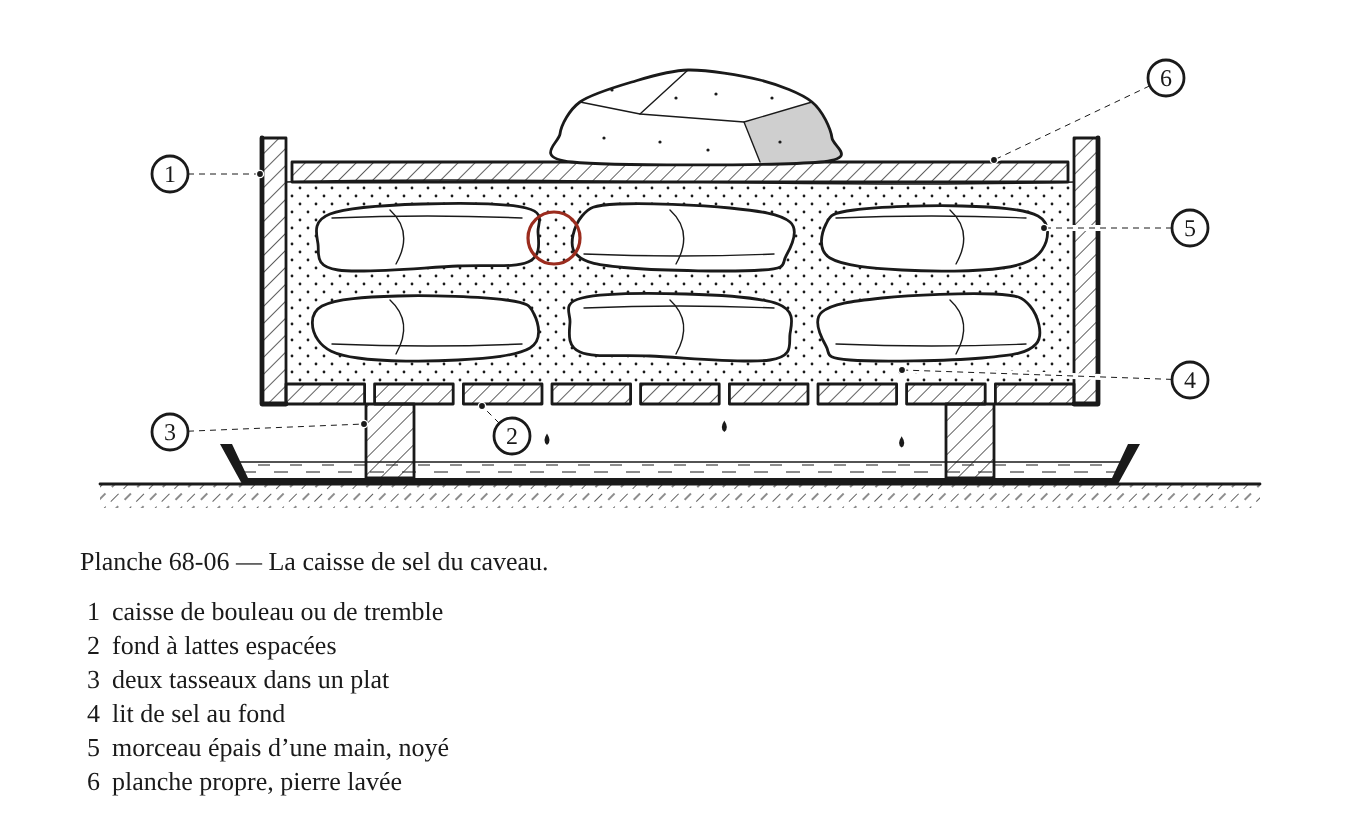 6
1
5
4
3
2
Planche 68-06 — La caisse de sel du caveau.
1 caisse de bouleau ou de tremble
2 fond à lattes espacées
3 deux tasseaux dans un plat
4 lit de sel au fond
5 morceau épais d’une main, noyé
6 planche propre, pierre lavée